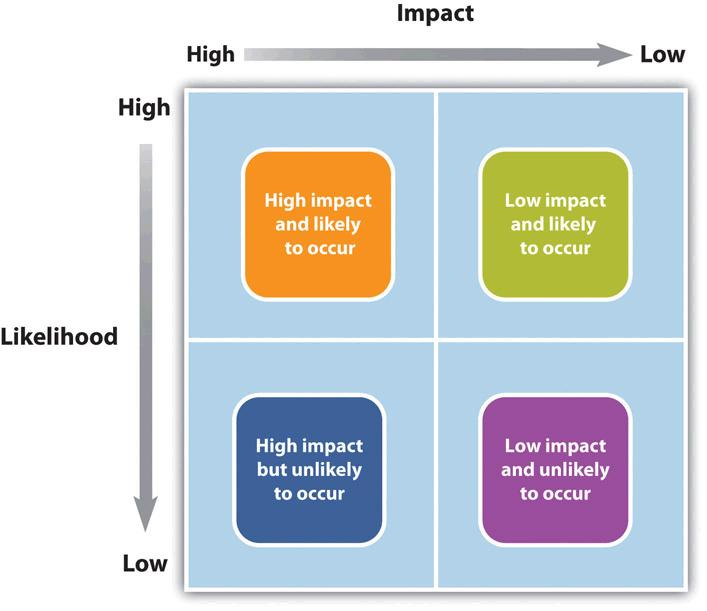 Impact
High
Low
High
High impact
and likely
to occur
Low impact
and likely
to occur
Likelihood
High impact
but unlikely
to occur
Low impact
and unlikely
to occur
Low